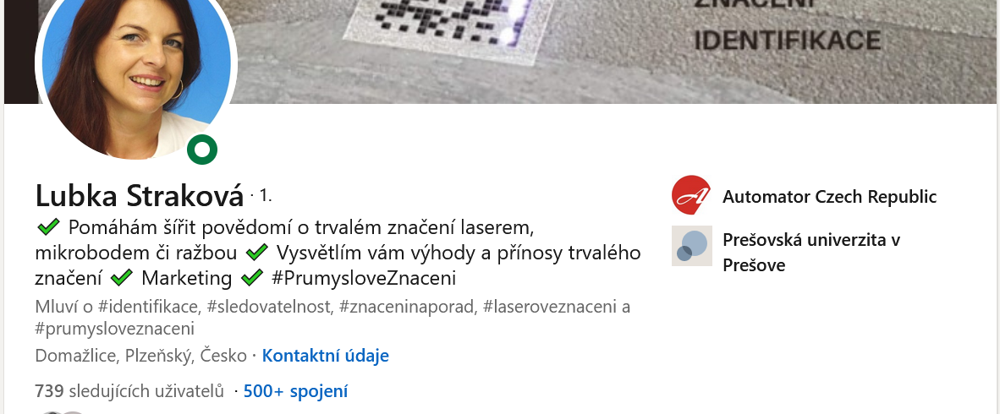 ZNAČENÍ
IDENTIFIKACE
Lubka Straková · 1.
✔ Pomáhám šířit povědomí o trvalém značení laserem,
mikrobodem či ražbou ✔ Vysvětlím vám výhody a přínosy trvalého
značení ✔ Marketing ✔ #PrumysloveZnaceni
Mluví o #identifikace, #sledovatelnost, #znaceninaporad, #laseroveznaceni a
#prumysloveznaceni
Domažlice, Plzeňský, Česko · Kontaktní údaje
739 sledujících uživatelů · 500+ spojení
Automator Czech Republic
Prešovská univerzita v
Prešove